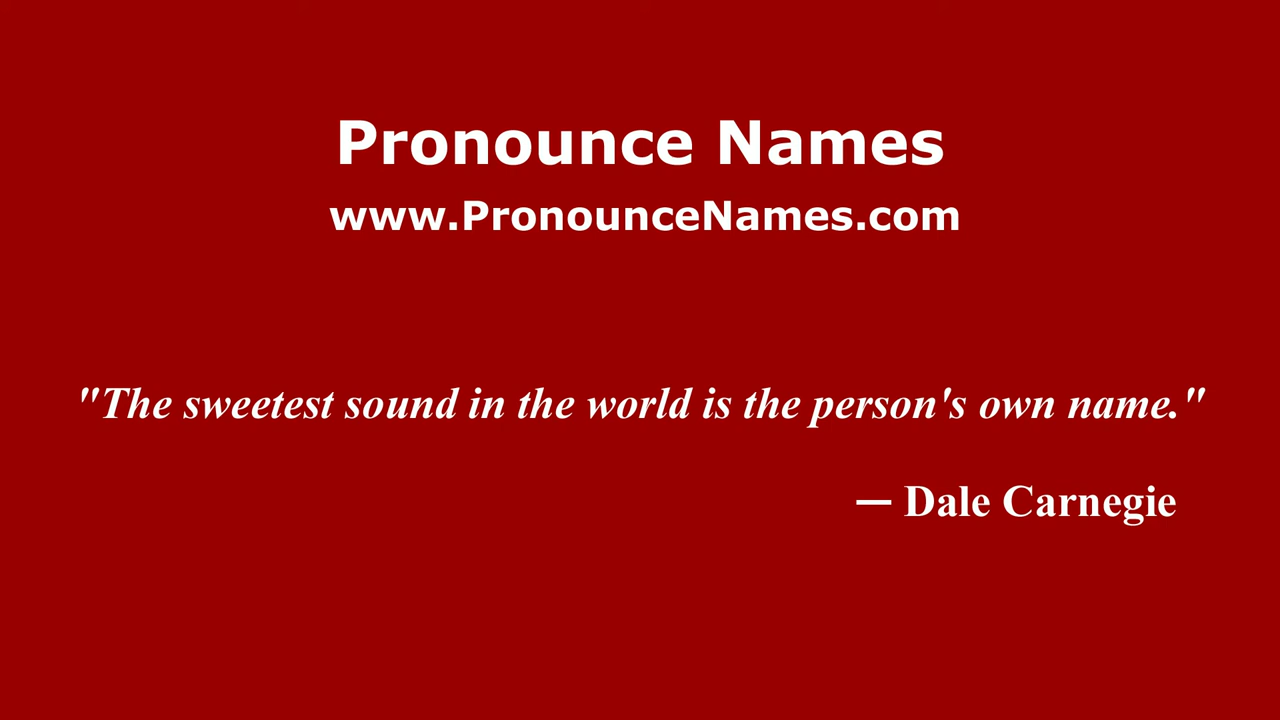 Pronounce Names
www.PronounceNames.com
"The sweetest sound in the world is the person's own name."
— Dale Carnegie